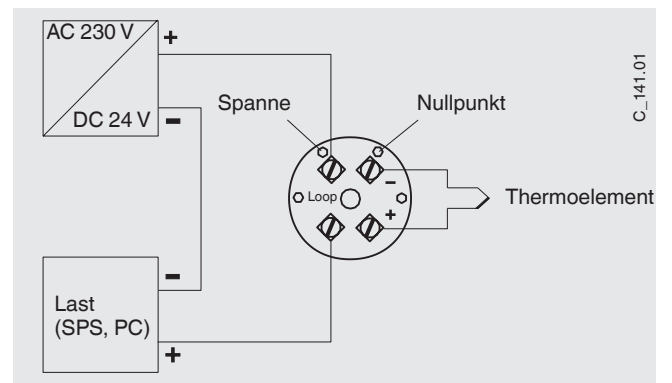 AC 230 V
+
DC 24 V
−
Spanne
Nullpunkt
C_141.01
Loop
−
+
Thermoelement
−
Last
(SPS, PC)
+